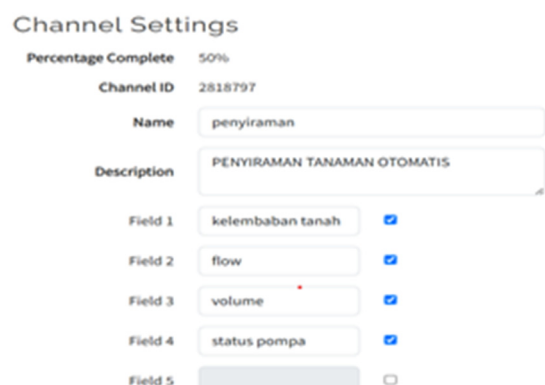 Channel Settings
Percentage Complete 50%
Channel ID 2818797
Name penyiraman
Description PENYIRAMAN TANAMAN OTOMATIS
Field 1 kelembaban tanah
Field 2 flow
Field 3 volume
Field 4 status pompa
Field 5